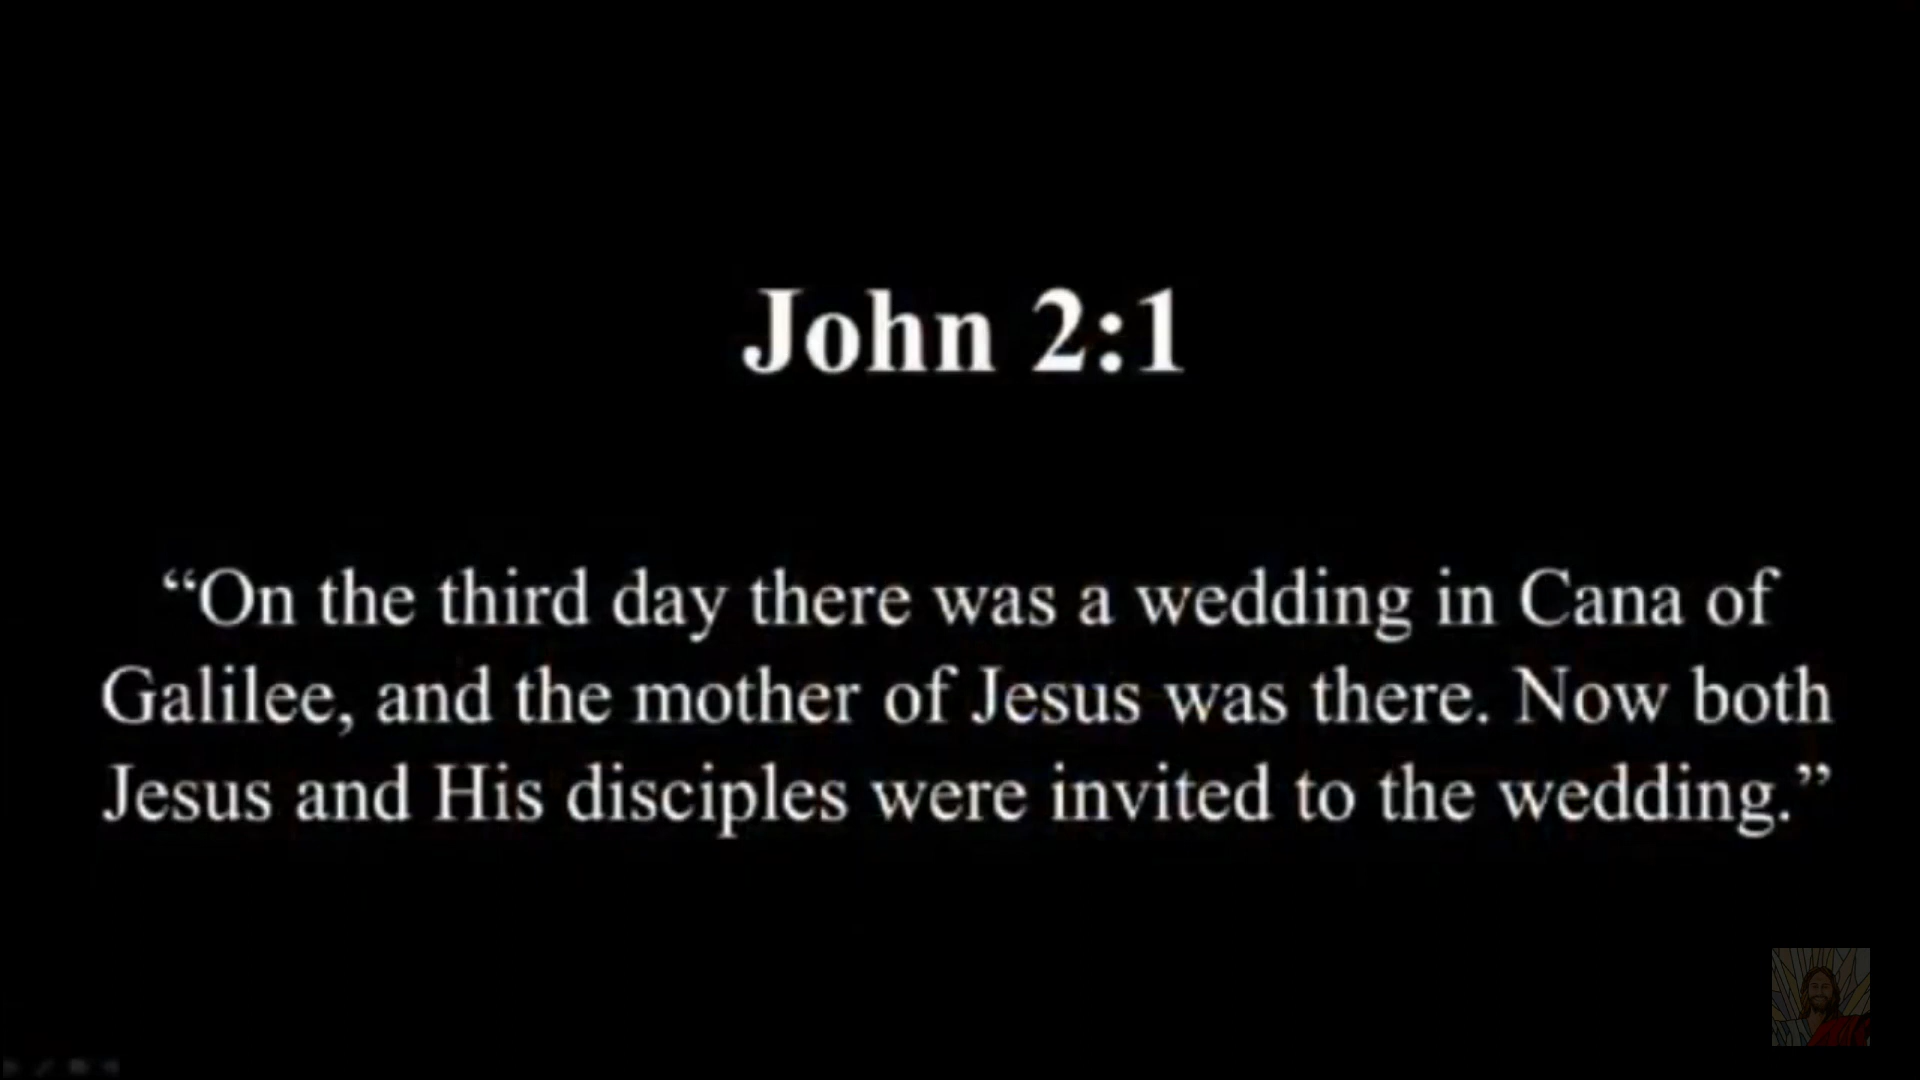 John 2:1
“On the third day there was a wedding in Cana of
Galilee, and the mother of Jesus was there. Now both
Jesus and His disciples were invited to the wedding.”